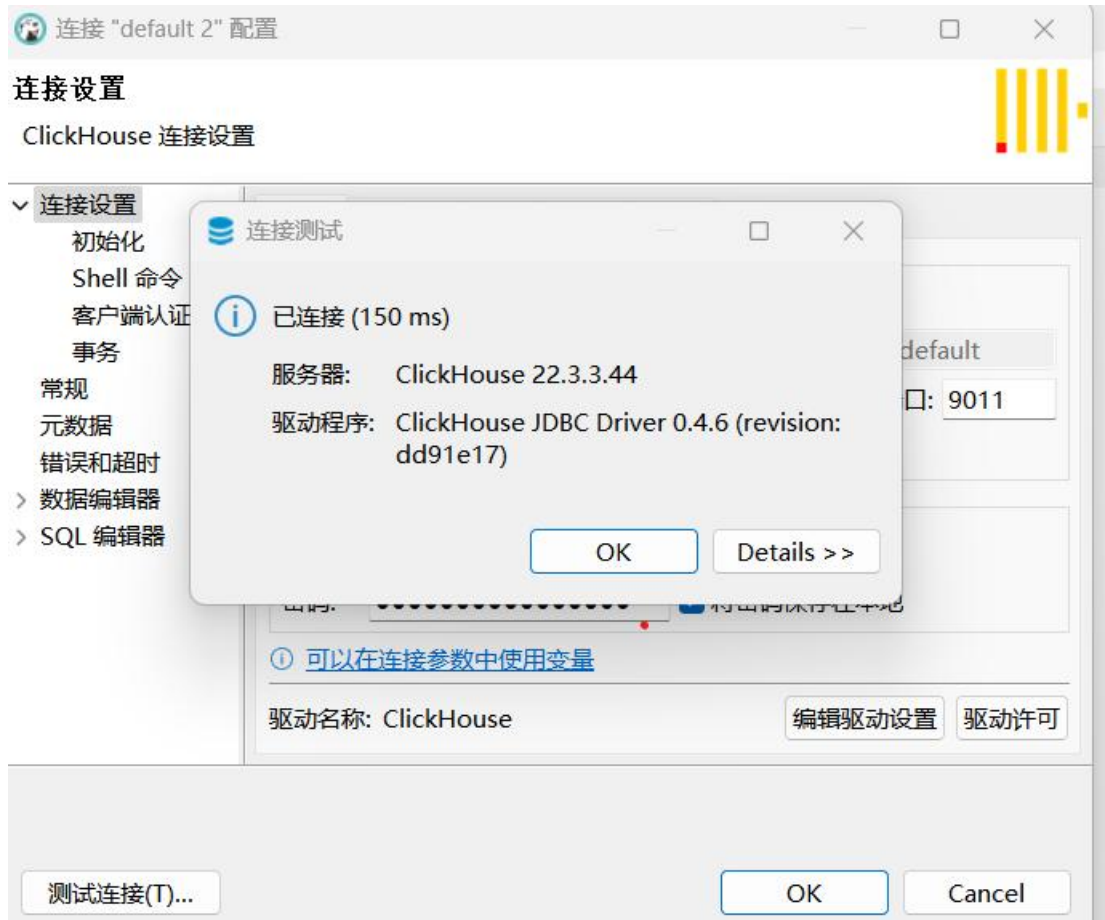 连接 "default 2" 配置
连接设置
ClickHouse 连接设置
连接设置
初始化
Shell 命令
客户端认证
事务
常规
元数据
错误和超时
数据编辑器
SQL 编辑器
连接测试
已连接 (150 ms)
服务器: ClickHouse 22.3.3.44
驱动程序: ClickHouse JDBC Driver 0.4.6 (revision:
dd91e17)
OK
Details >>
default
口: 9011
可以在连接参数中使用变量
驱动名称: ClickHouse
编辑驱动设置
驱动许可
测试连接(T)...
OK
Cancel